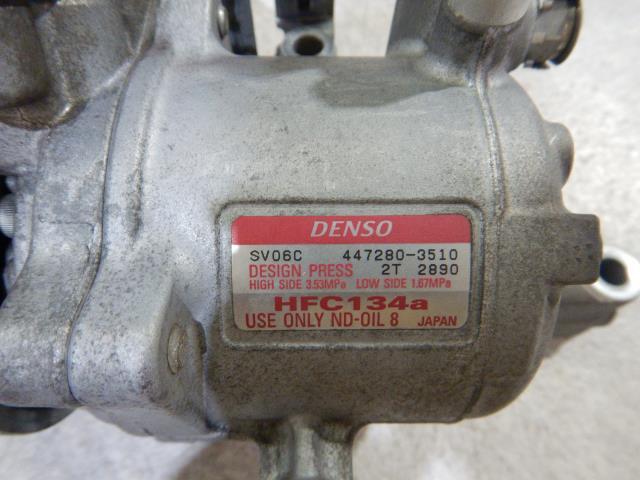 DENSO
SV06C 447280-3510
DESIGN PRESS 2T 2890
HIGH SIDE 3.53MPa LOW SIDE 1.67MPa
HFC134a
USE ONLY ND-OIL 8 JAPAN